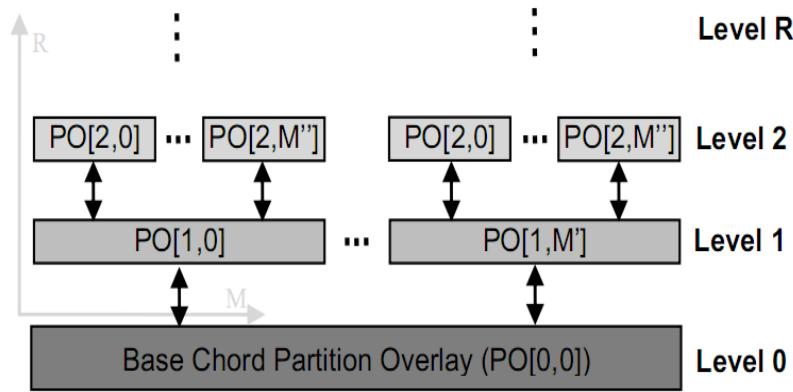 R
Level R
PO[2,0] ... PO[2,M''] PO[2,0] ... PO[2,M''] Level 2
PO[1,0] ... PO[1,M'] Level 1
M
Base Chord Partition Overlay (PO[0,0]) Level 0